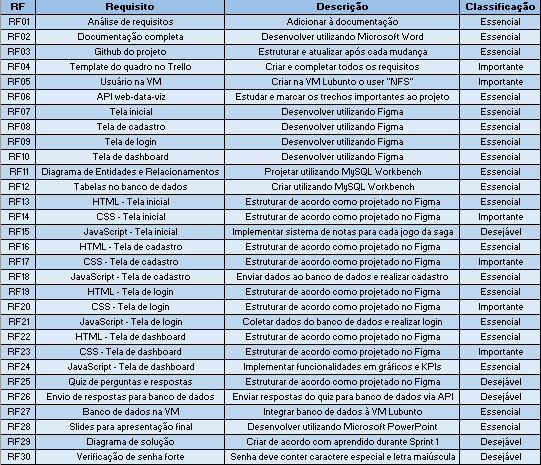 RF Requisito Descrição Classificação
RF01 Análise de requisitos Adicionar à documentação Essencial
RF02 Documentação completa Desenvolver utilizando Microsoft Word Essencial
RF03 Github do projeto Estruturar e atualizar após cada mudança Essencial
RF04 Template do quadro no Trello Criar e completar todos os requisitos Importante
RF05 Usuário na VM Criar na VM Lubunto o user "NFS" Importante
RF06 API web-data-viz Estudar e marcar os trechos importantes ao projeto Essencial
RF07 Tela inicial Desenvolver utilizando Figma Essencial
RF08 Tela de cadastro Desenvolver utilizando Figma Essencial
RF09 Tela de login Desenvolver utilizando Figma Essencial
RF10 Tela de dashboard Desenvolver utilizando Figma Essencial
RF11 Diagrama de Entidades e Relacionamentos Projetar utilizando MySQL Workbench Essencial
RF12 Tabelas no banco de dados Criar utilizando MySQL Workbench Essencial
RF13 HTML - Tela inicial Estruturar de acordo como projetado no Figma Essencial
RF14 CSS - Tela inicial Estruturar de acordo como projetado no Figma Importante
RF15 JavaScript - Tela inicial Implementar sistema de notas para cada jogo da saga Desejável
RF16 HTML - Tela de cadastro Estruturar de acordo como projetado no Figma Essencial
RF17 CSS - Tela de cadastro Estruturar de acordo como projetado no Figma Importante
RF18 JavaScript - Tela de cadastro Enviar dados ao banco de dados e realizar cadastro Essencial
RF19 HTML - Tela de login Estruturar de acordo como projetado no Figma Essencial
RF20 CSS - Tela de login Estruturar de acordo como projetado no Figma Importante
RF21 JavaScript - Tela de login Coletar dados do banco de dados e realizar login Essencial
RF22 HTML - Tela de dashboard Estruturar de acordo como projetado no Figma Essencial
RF23 CSS - Tela de dashboard Estruturar de acordo como projetado no Figma Importante
RF24 JavaScript - Tela de dashboard Implementar funcionalidades em gráficos e KPIs Essencial
RF25 Quiz de perguntas e respostas Estruturar de acordo como projetado no Figma Desejável
RF26 Envio de respostas para banco de dados Enviar respostas do quiz para banco de dados via API Desejável
RF27 Banco de dados na VM Integrar banco de dados à VM Lubunto Essencial
RF28 Slides para apresentação final Desenvolver utilizando Microsoft PowerPoint Essencial
RF29 Diagrama de solução Criar de acordo com aprendido durante Sprint 1 Desejável
RF30 Verificação de senha forte Senha deve conter caractere especial e letra maiúscula Desejável